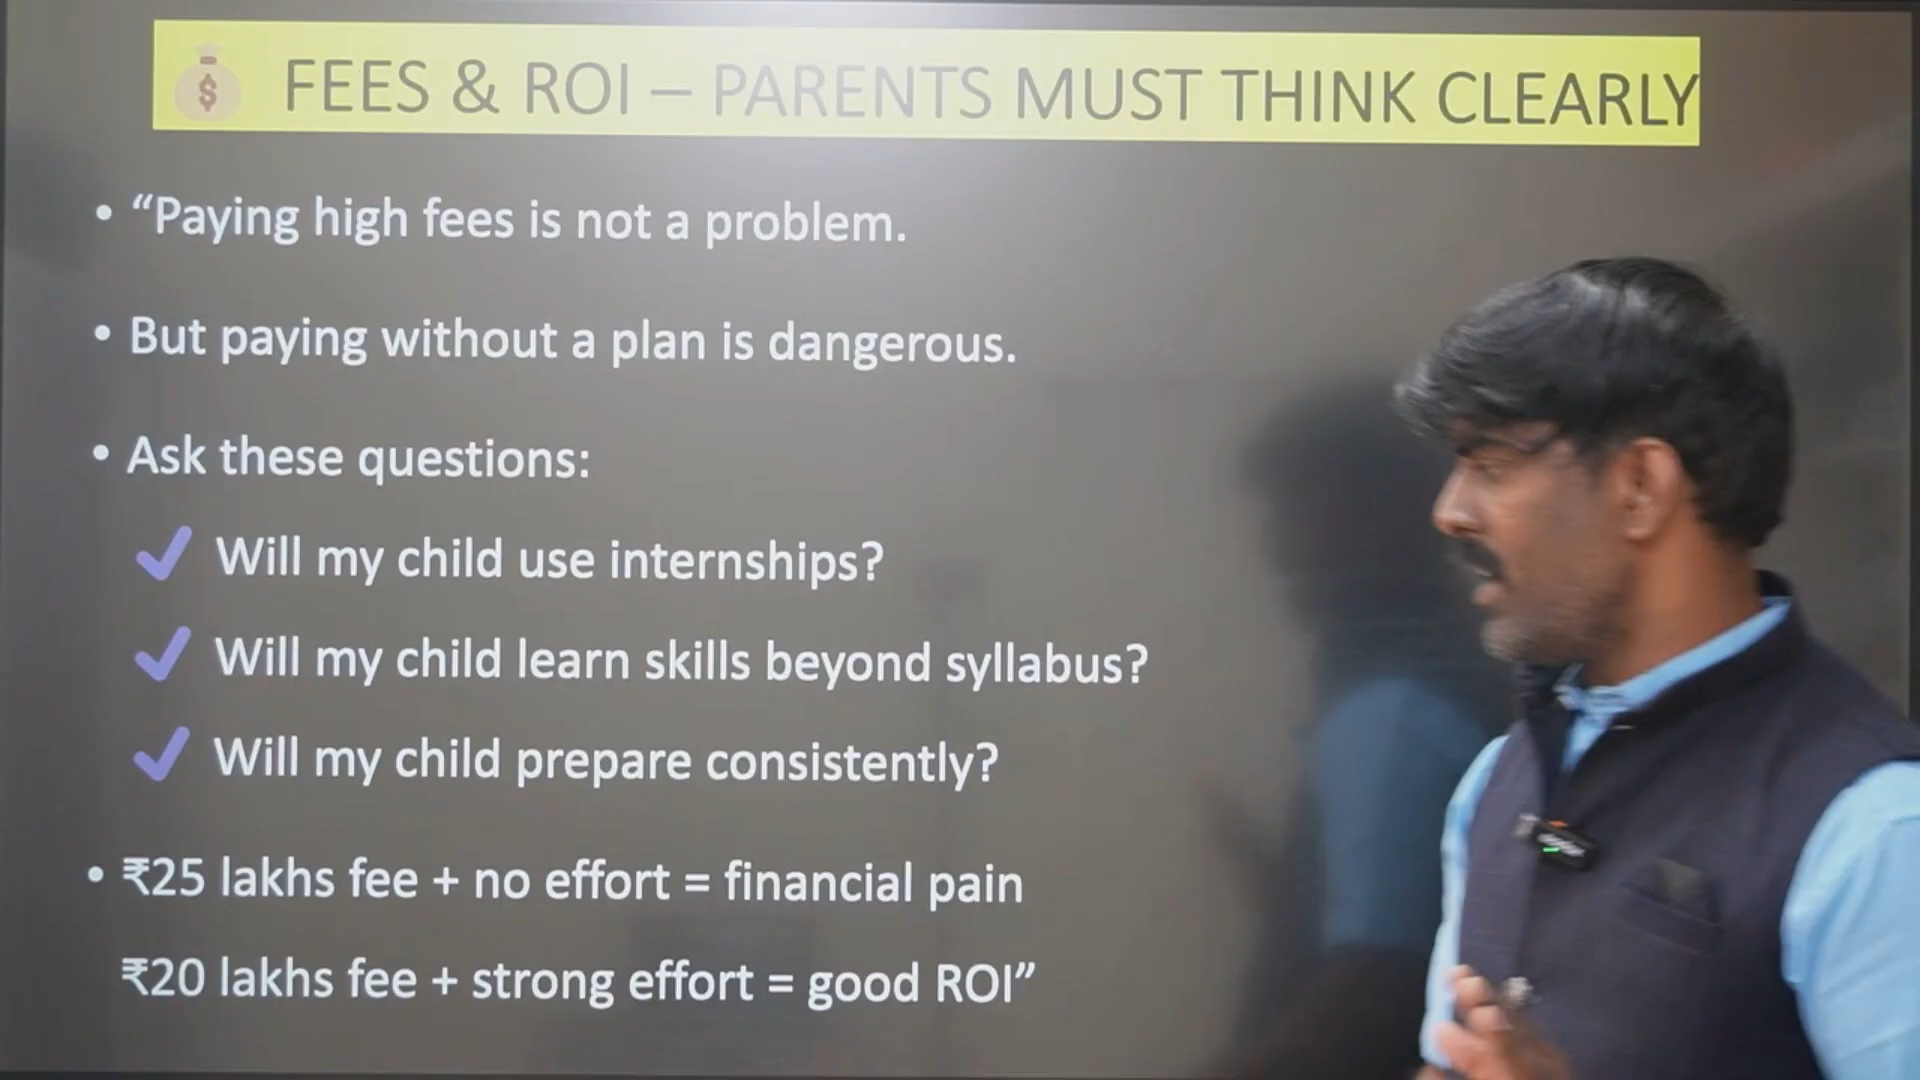 FEES & ROI – PARENTS MUST THINK CLEARLY
• “Paying high fees is not a problem.
• But paying without a plan is dangerous.
• Ask these questions:
✔ Will my child use internships?
✔ Will my child learn skills beyond syllabus?
✔ Will my child prepare consistently?
• ₹25 lakhs fee + no effort = financial pain
₹20 lakhs fee + strong effort = good ROI”